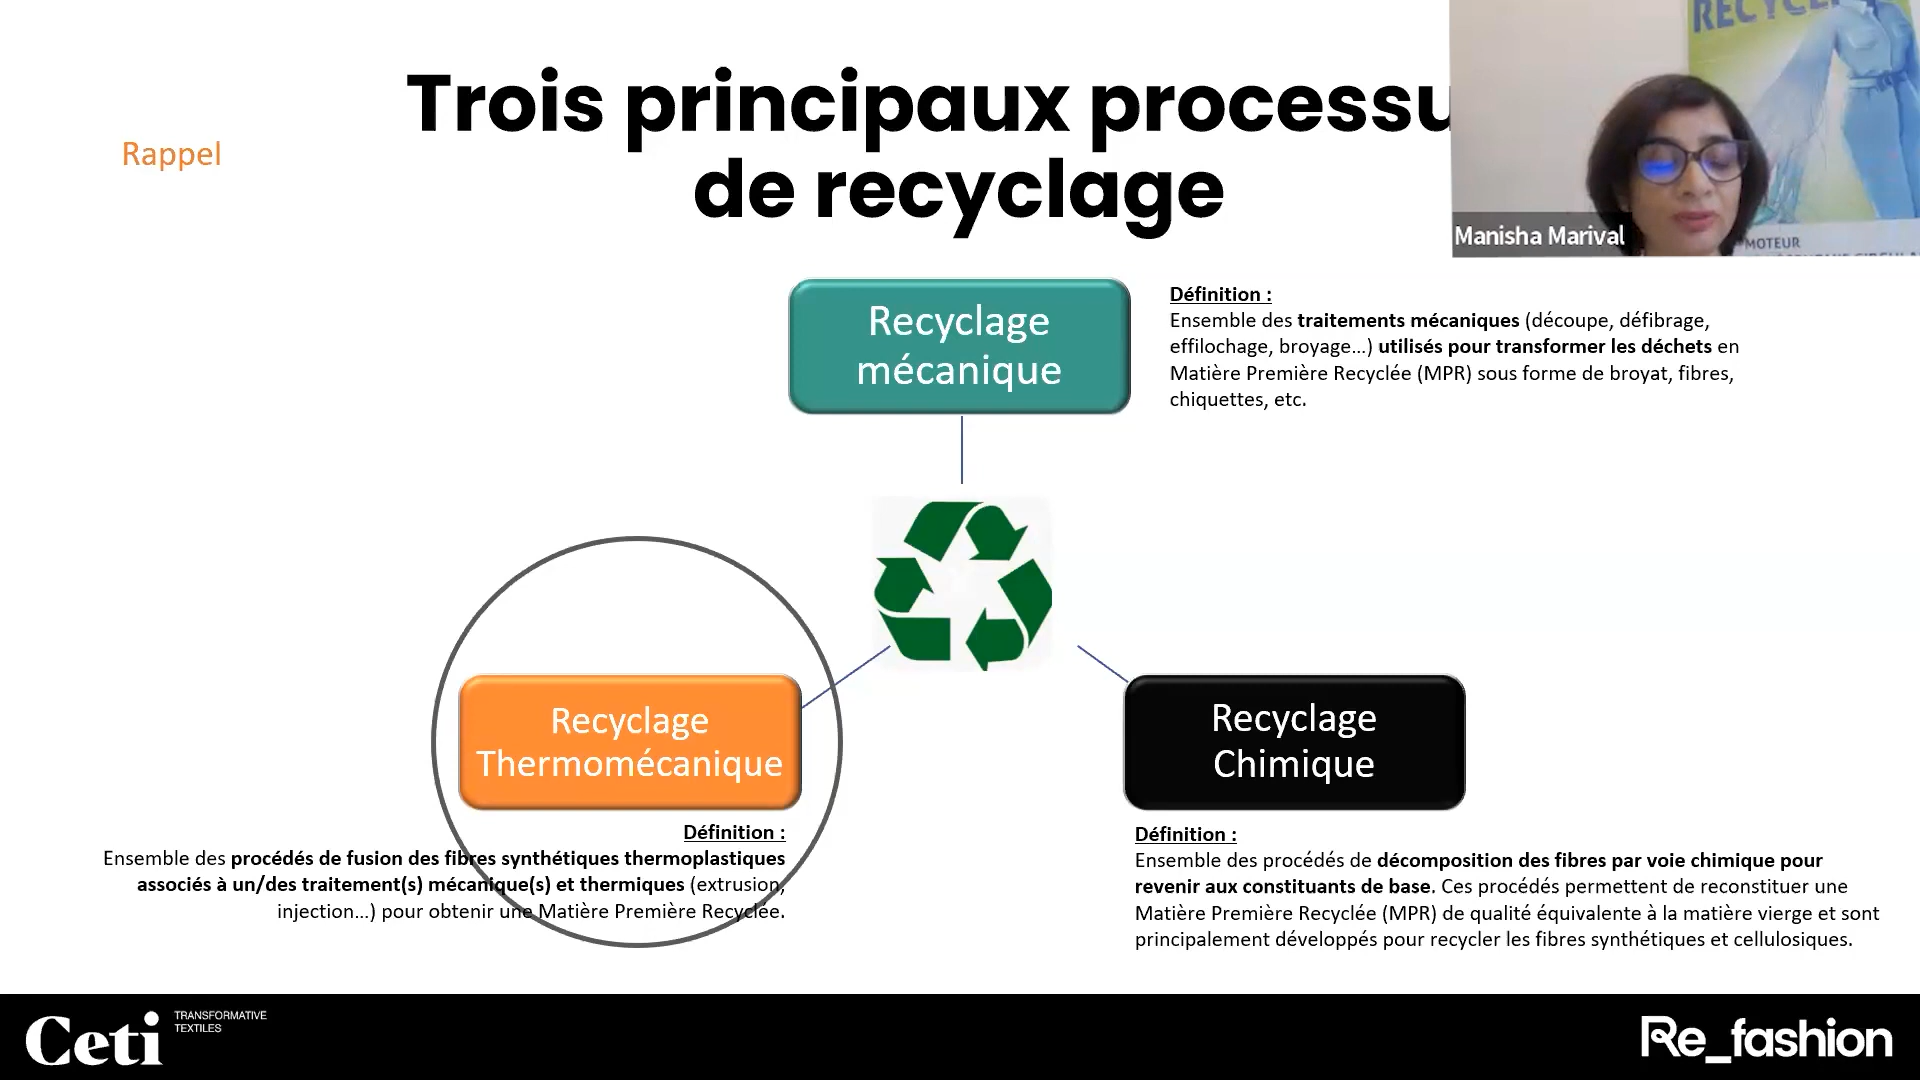 Rappel
Trois principaux processu
de recyclage
RECYCL
MOTEUR
Manisha Marival
Recyclage
mécanique
Définition :
Ensemble des traitements mécaniques (découpe, défibrage,
effilochage, broyage...) utilisés pour transformer les déchets en
Matière Première Recyclée (MPR) sous forme de broyat, fibres,
chiquettes, etc.
Recyclage
Thermomécanique
Définition :
Ensemble des procédés de fusion des fibres synthétiques thermoplastiques
associés à un/des traitement(s) mécanique(s) et thermiques (extrusion,
injection...) pour obtenir une Matière Première Recyclée.
Recyclage
Chimique
Définition :
Ensemble des procédés de décomposition des fibres par voie chimique pour
revenir aux constituants de base. Ces procédés permettent de reconstituer une
Matière Première Recyclée (MPR) de qualité équivalente à la matière vierge et sont
principalement développés pour recycler les fibres synthétiques et cellulosiques.
Ceti
TRANSFORMATIVE
TEXTILES
Re_fashion